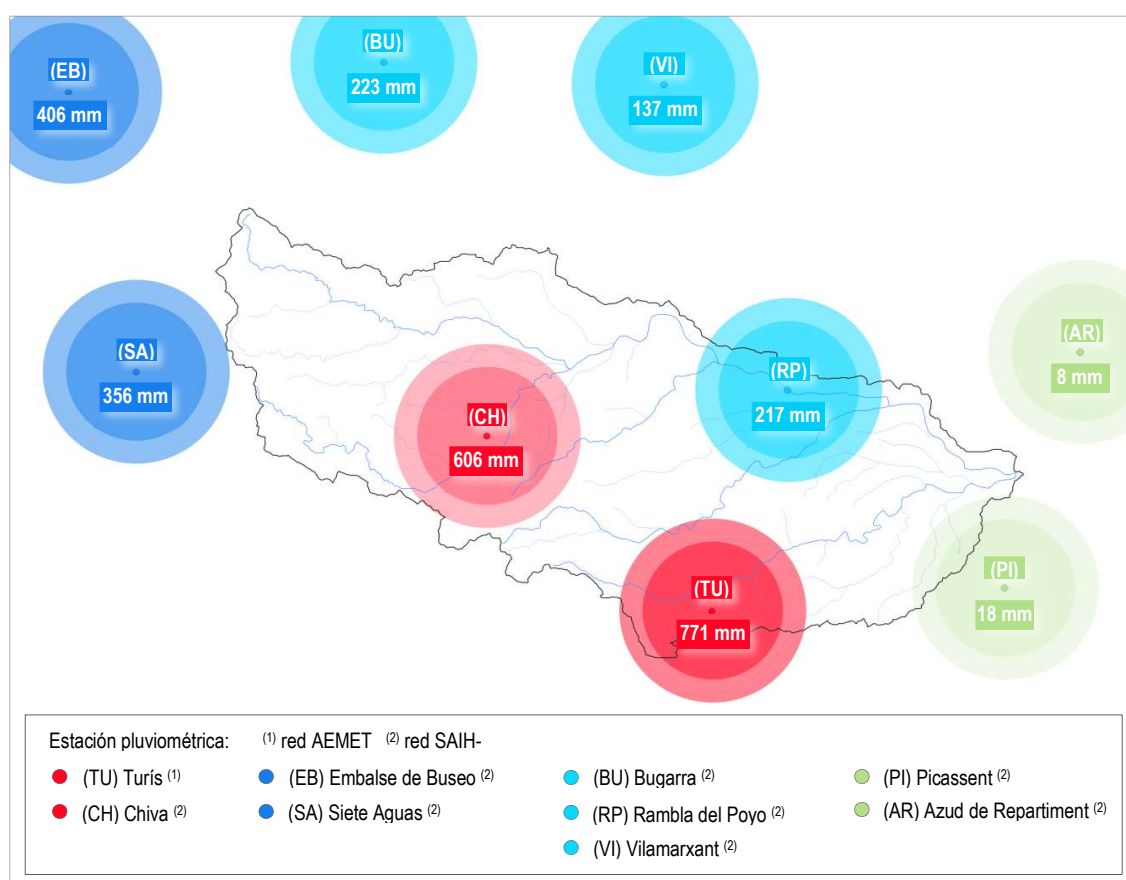 (BU)
223 mm
(VI)
137 mm
(EB)
406 mm
(SA)
356 mm
(AR)
8 mm
(RP)
217 mm
(CH)
606 mm
(PI)
18 mm
(TU)
771 mm
Estación pluviométrica: (1) red AEMET (2) red SAIH-
(TU) Turís (1) (EB) Embalse de Buseo (2) (BU) Bugarra (2) (PI) Picassent (2)
(CH) Chiva (2) (SA) Siete Aguas (2) (RP) Rambla del Poyo (2) (AR) Azud de Repartiment (2)
(VI) Vilamarxant (2)